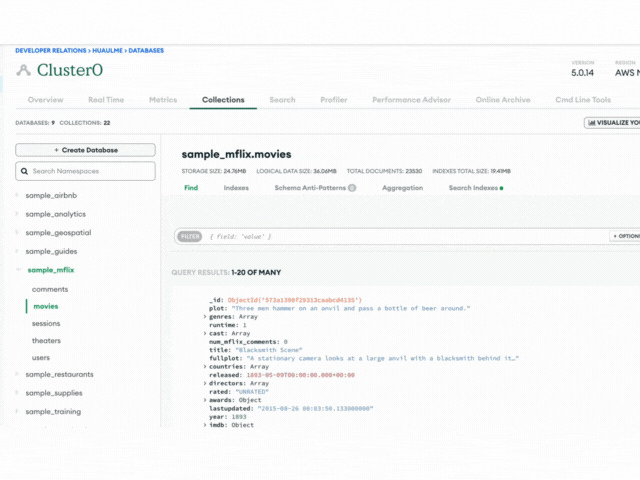 DEVELOPER RELATIONS > HUAULME > DATABASES
Cluster0
VERSION
5.0.14
REGION
AWS
Overview
Real Time
Metrics
Collections
Search
Profiler
Performance Advisor
Online Archive
Cmd Line Tools
DATABASES: 9 COLLECTIONS: 22
VISUALIZE YOU
+ Create Database
Search Namespaces
sample_airbnb
sample_analytics
sample_geospatial
sample_guides
sample_mflix
comments
movies
sessions
theaters
users
sample_restaurants
sample_supplies
sample_training
sample_mflix.movies
STORAGE SIZE: 24.76MB LOGICAL DATA SIZE: 36.06MB TOTAL DOCUMENTS: 23530 INDEXES TOTAL SIZE: 19.41MB
Find
Indexes
Schema Anti-Patterns 0
Aggregation
Search Indexes
FILTER { field: 'value' }
+ OPTIONS
QUERY RESULTS: 1-20 OF MANY
_id: ObjectId('573a1390f29313caabcd4135')
plot: "Three men hammer on an anvil and pass a bottle of beer around."
> genres: Array
runtime: 1
> cast: Array
num_mflix_comments: 0
title: "Blacksmith Scene"
fullplot: "A stationary camera looks at a large anvil with a blacksmith behind it…"
> countries: Array
released: 1893-05-09T00:00:00.000+00:00
> directors: Array
rated: "UNRATED"
> awards: Object
lastupdated: "2015-08-26 00:03:50.133000000"
year: 1893
> imdb: Object